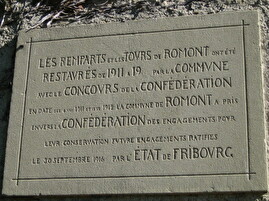 LES REMPARTS ET LES TOURS DE ROMONT ONT ÉTÉ
RESTAURÉS DE 1911 À 19 PAR LA COMMUNE
AVEC LE CONCOURS DE LA CONFÉDÉRATION
EN DATE DES ET 1915 LA COMMUNE DE ROMONT A PRIS
ENVERS LA CONFÉDÉRATION DES ENGAGEMENTS POUR
LEUR CONSERVATION FUTURE ENGAGEMENTS RATIFIÉS
LE 30 SEPTEMBRE 1916 PAR L'ÉTAT DE FRIBOURG